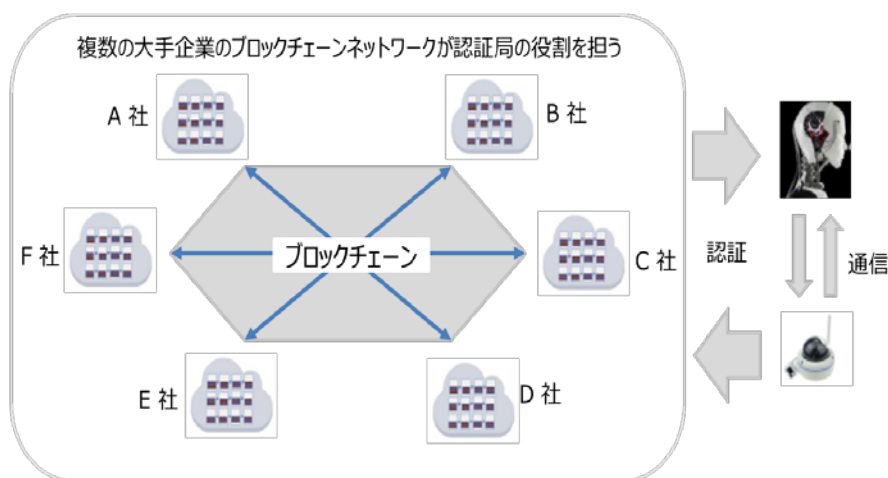 複数の大手企業のブロックチェーンネットワークが認証局の役割を担う
A 社
B 社
F 社
ブロックチェーン
C 社
認証
通信
E 社
D 社